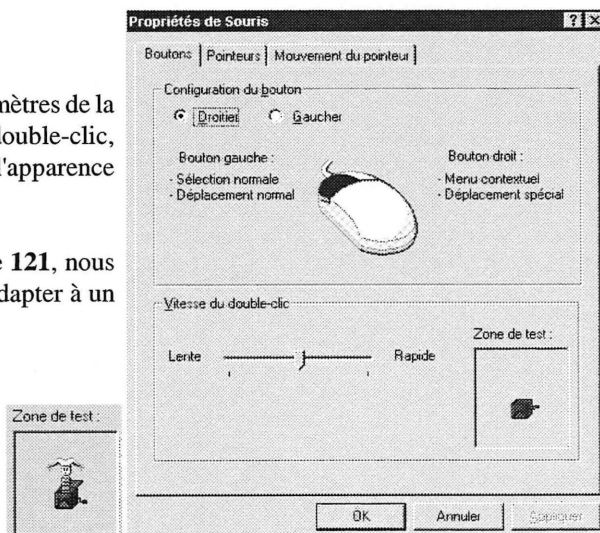 mètres de la
double-clic,
l'apparence
e 121, nous
dapter à un
Zone de test :
Propriétés de Souris
Boutons Pointeurs Mouvement du pointeur
Configuration du bouton
Droitier Gaucher
Bouton gauche :
- Sélection normale
- Déplacement normal
Bouton droit :
- Menu contextuel
- Déplacement spécial
Vitesse du double-clic
Zone de test :
Lente Rapide
OK Annuler Appliquer